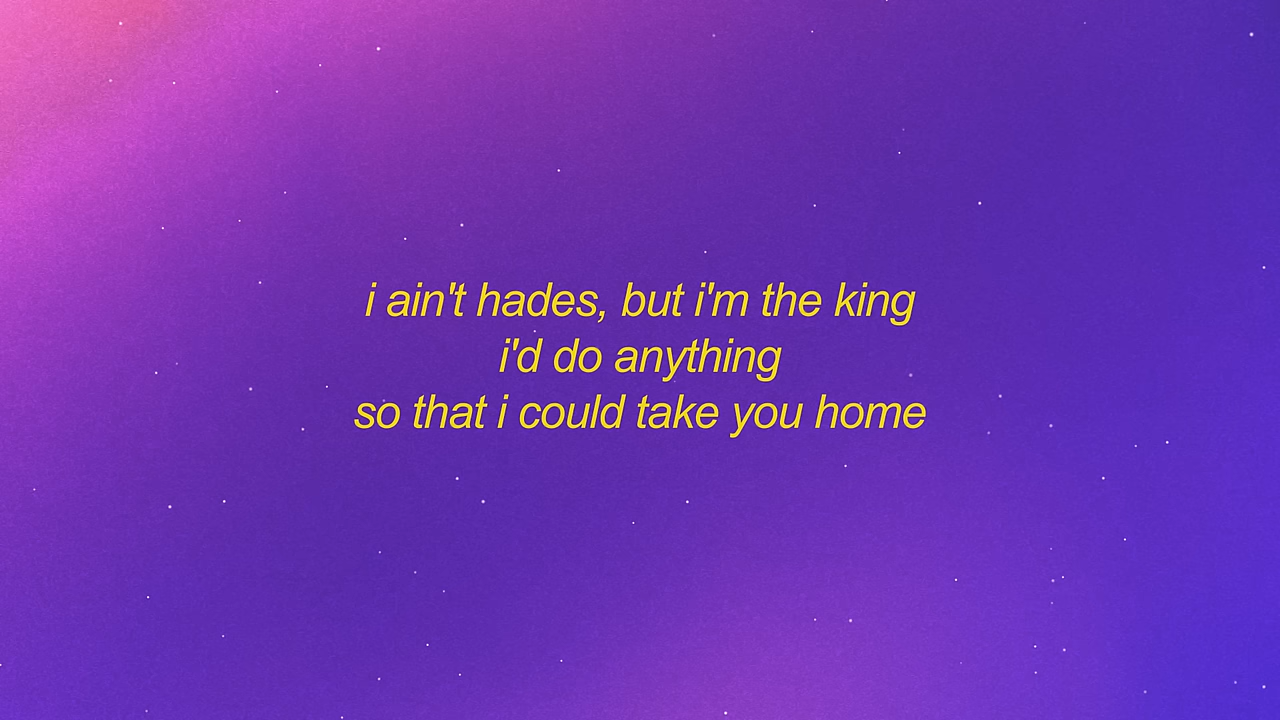 i ain't hades, but i'm the king
i'd do anything
so that i could take you home